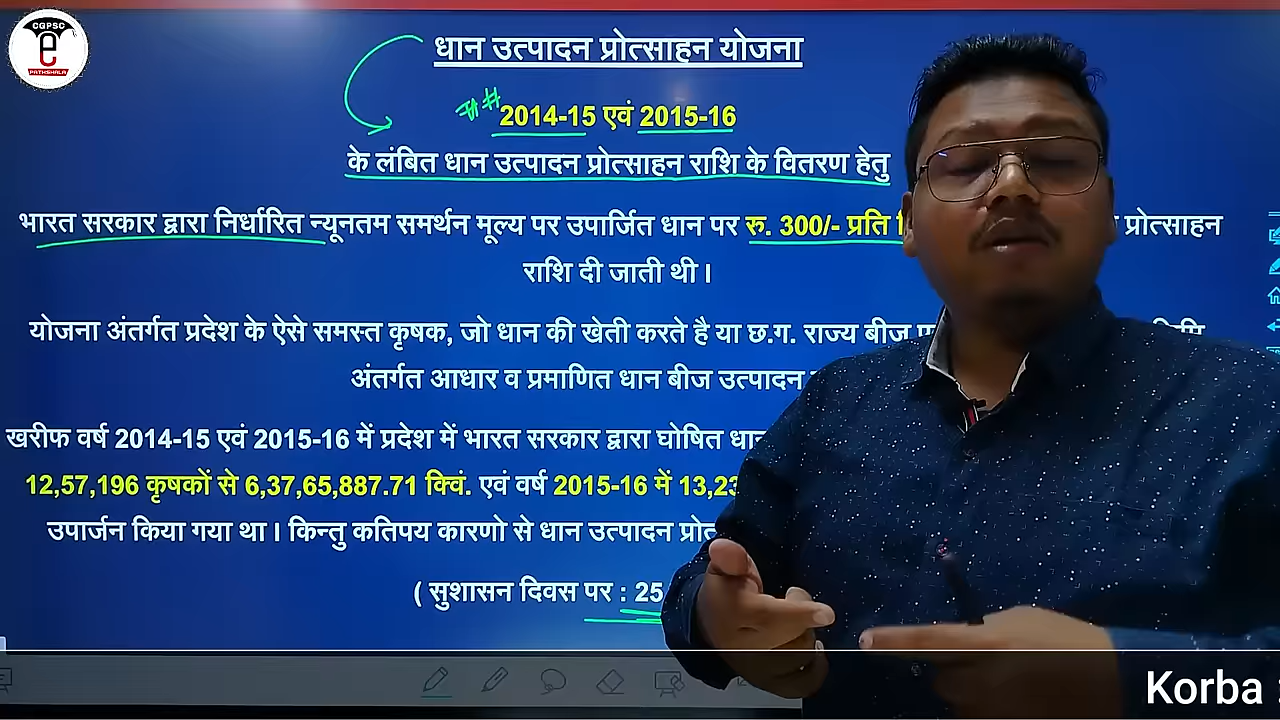 CGPSC
e
PATHSHALA
धान उत्पादन प्रोत्साहन योजना
2014-15 एवं 2015-16
के लंबित धान उत्पादन प्रोत्साहन राशि के वितरण हेतु
भारत सरकार द्वारा निर्धारित न्यूनतम समर्थन मूल्य पर उपार्जित धान पर रु. 300/- प्रति प्रोत्साहन
राशि दी जाती थी ।
योजना अंतर्गत प्रदेश के ऐसे समस्त कृषक, जो धान की खेती करते है या छ.ग. राज्य बीज
अंतर्गत आधार व प्रमाणित धान बीज उत्पादन
खरीफ वर्ष 2014-15 एवं 2015-16 में प्रदेश में भारत सरकार द्वारा घोषित
12,57,196 कृषकों से 6,37,65,887.71 क्विं. एवं वर्ष 2015-16 में 13,23
उपार्जन किया गया था । किन्तु कतिपय कारणो से धान उत्पादन
( सुशासन दिवस पर : 25
Korba :